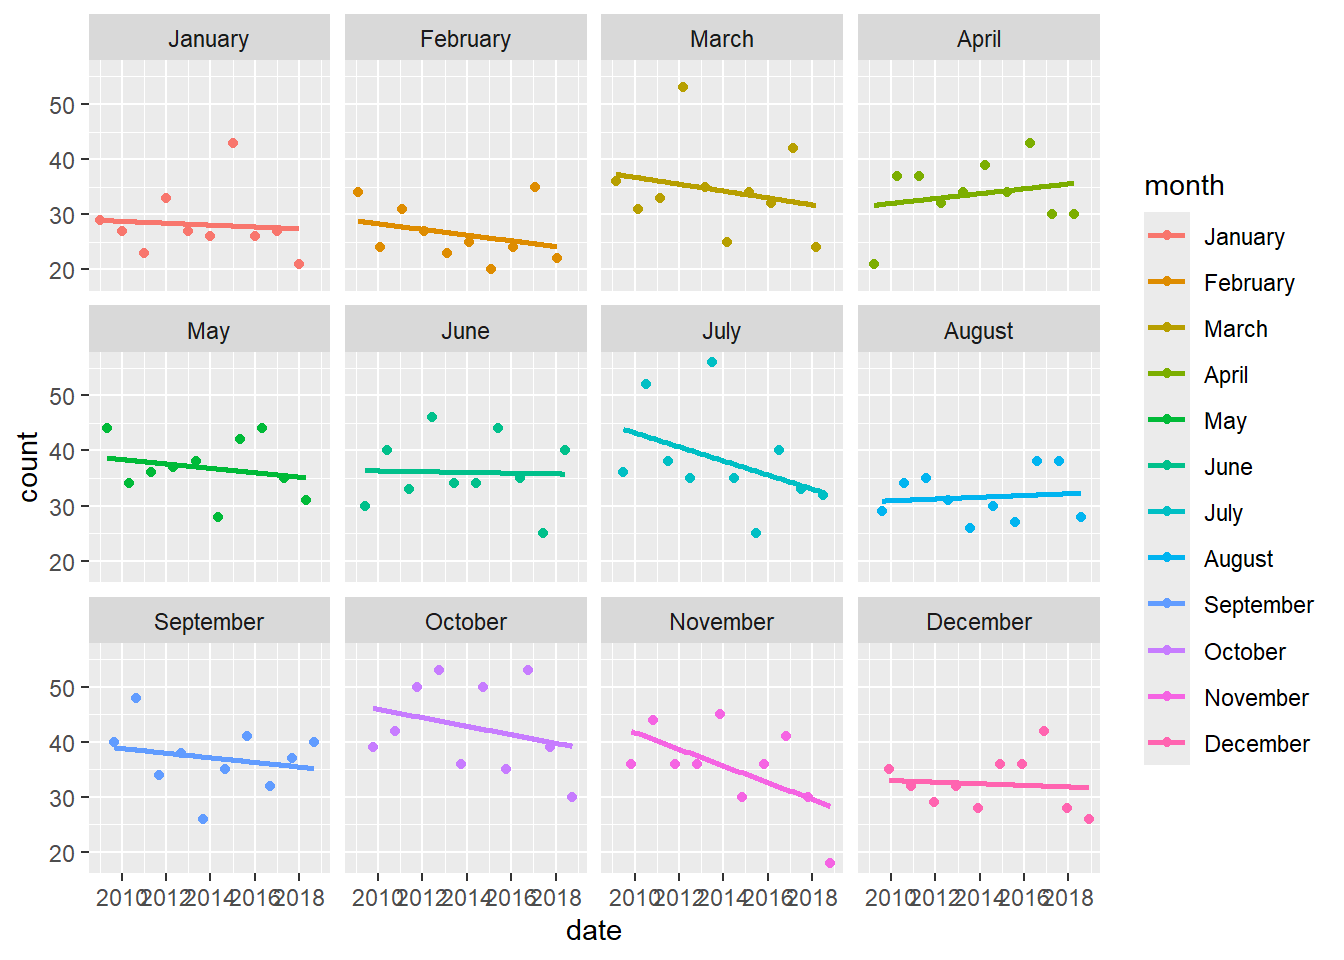 January February March April
50
40
30
20
May June July August
50
40
30
20
September October November December
50
40
30
20
2010 2012 2014 2016 2018 2010 2012 2014 2016 2018 2010 2012 2014 2016 2018 2010 2012 2014 2016 2018
date
count
month
January
February
March
April
May
June
July
August
September
October
November
December